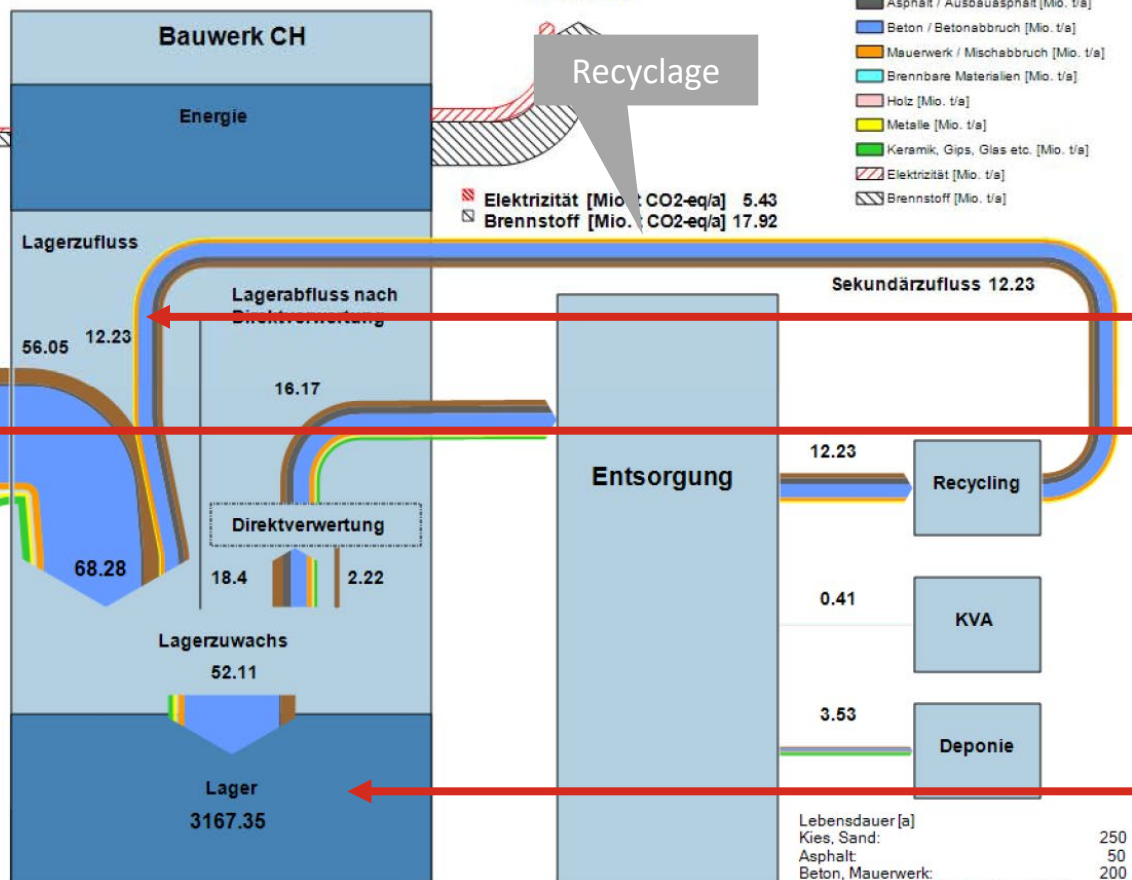 Bauwerk CH
Energie
Recyclage
Asphalt / Ausbauasphalt [Mio. t/a]
Beton / Betonabbruch [Mio. t/a]
Mauerwerk / Mischabbruch [Mio. t/a]
Brennbare Materialien [Mio. t/a]
Holz [Mio. t/a]
Metalle [Mio. t/a]
Keramik, Gips, Glas etc. [Mio. t/a]
Elektrizität [Mio. t/a]
Brennstoff [Mio. t/a]
Elektrizität [Mio. t CO2-eq/a] 5.43
Brennstoff [Mio. t CO2-eq/a] 17.92
Lagerzufluss
Sekundärzufluss 12.23
Lagerabfluss nach
Direktverwertung
56.05
12.23
16.17
Entsorgung
12.23
Recycling
Direktverwertung
68.28
18.4
2.22
0.41
KVA
Lagerzuwachs
52.11
3.53
Deponie
Lager
3167.35
Lebensdauer [a]
Kies, Sand: 250
Asphalt: 50
Beton, Mauerwerk: 200